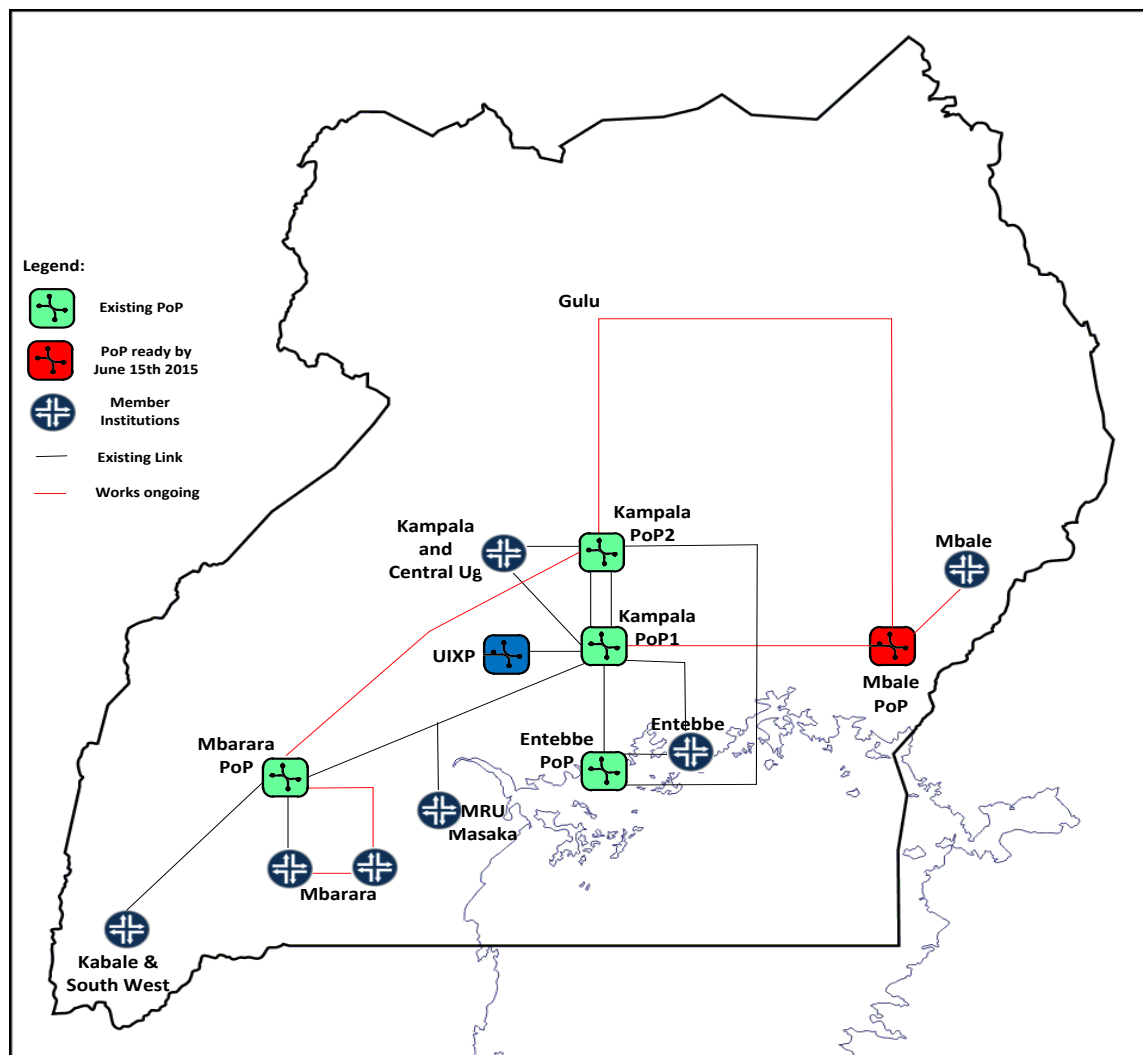 Legend:
Existing PoP
PoP ready by
June 15th 2015
Member
Institutions
Existing Link
Works ongoing
Gulu
Kampala
PoP2
Kampala
and
Central Ug
Mbale
Kampala
PoP1
UIXP
Mbale
PoP
Entebbe
Entebbe
PoP
Mbarara
PoP
MRU
Masaka
Mbarara
Kabale &
South West